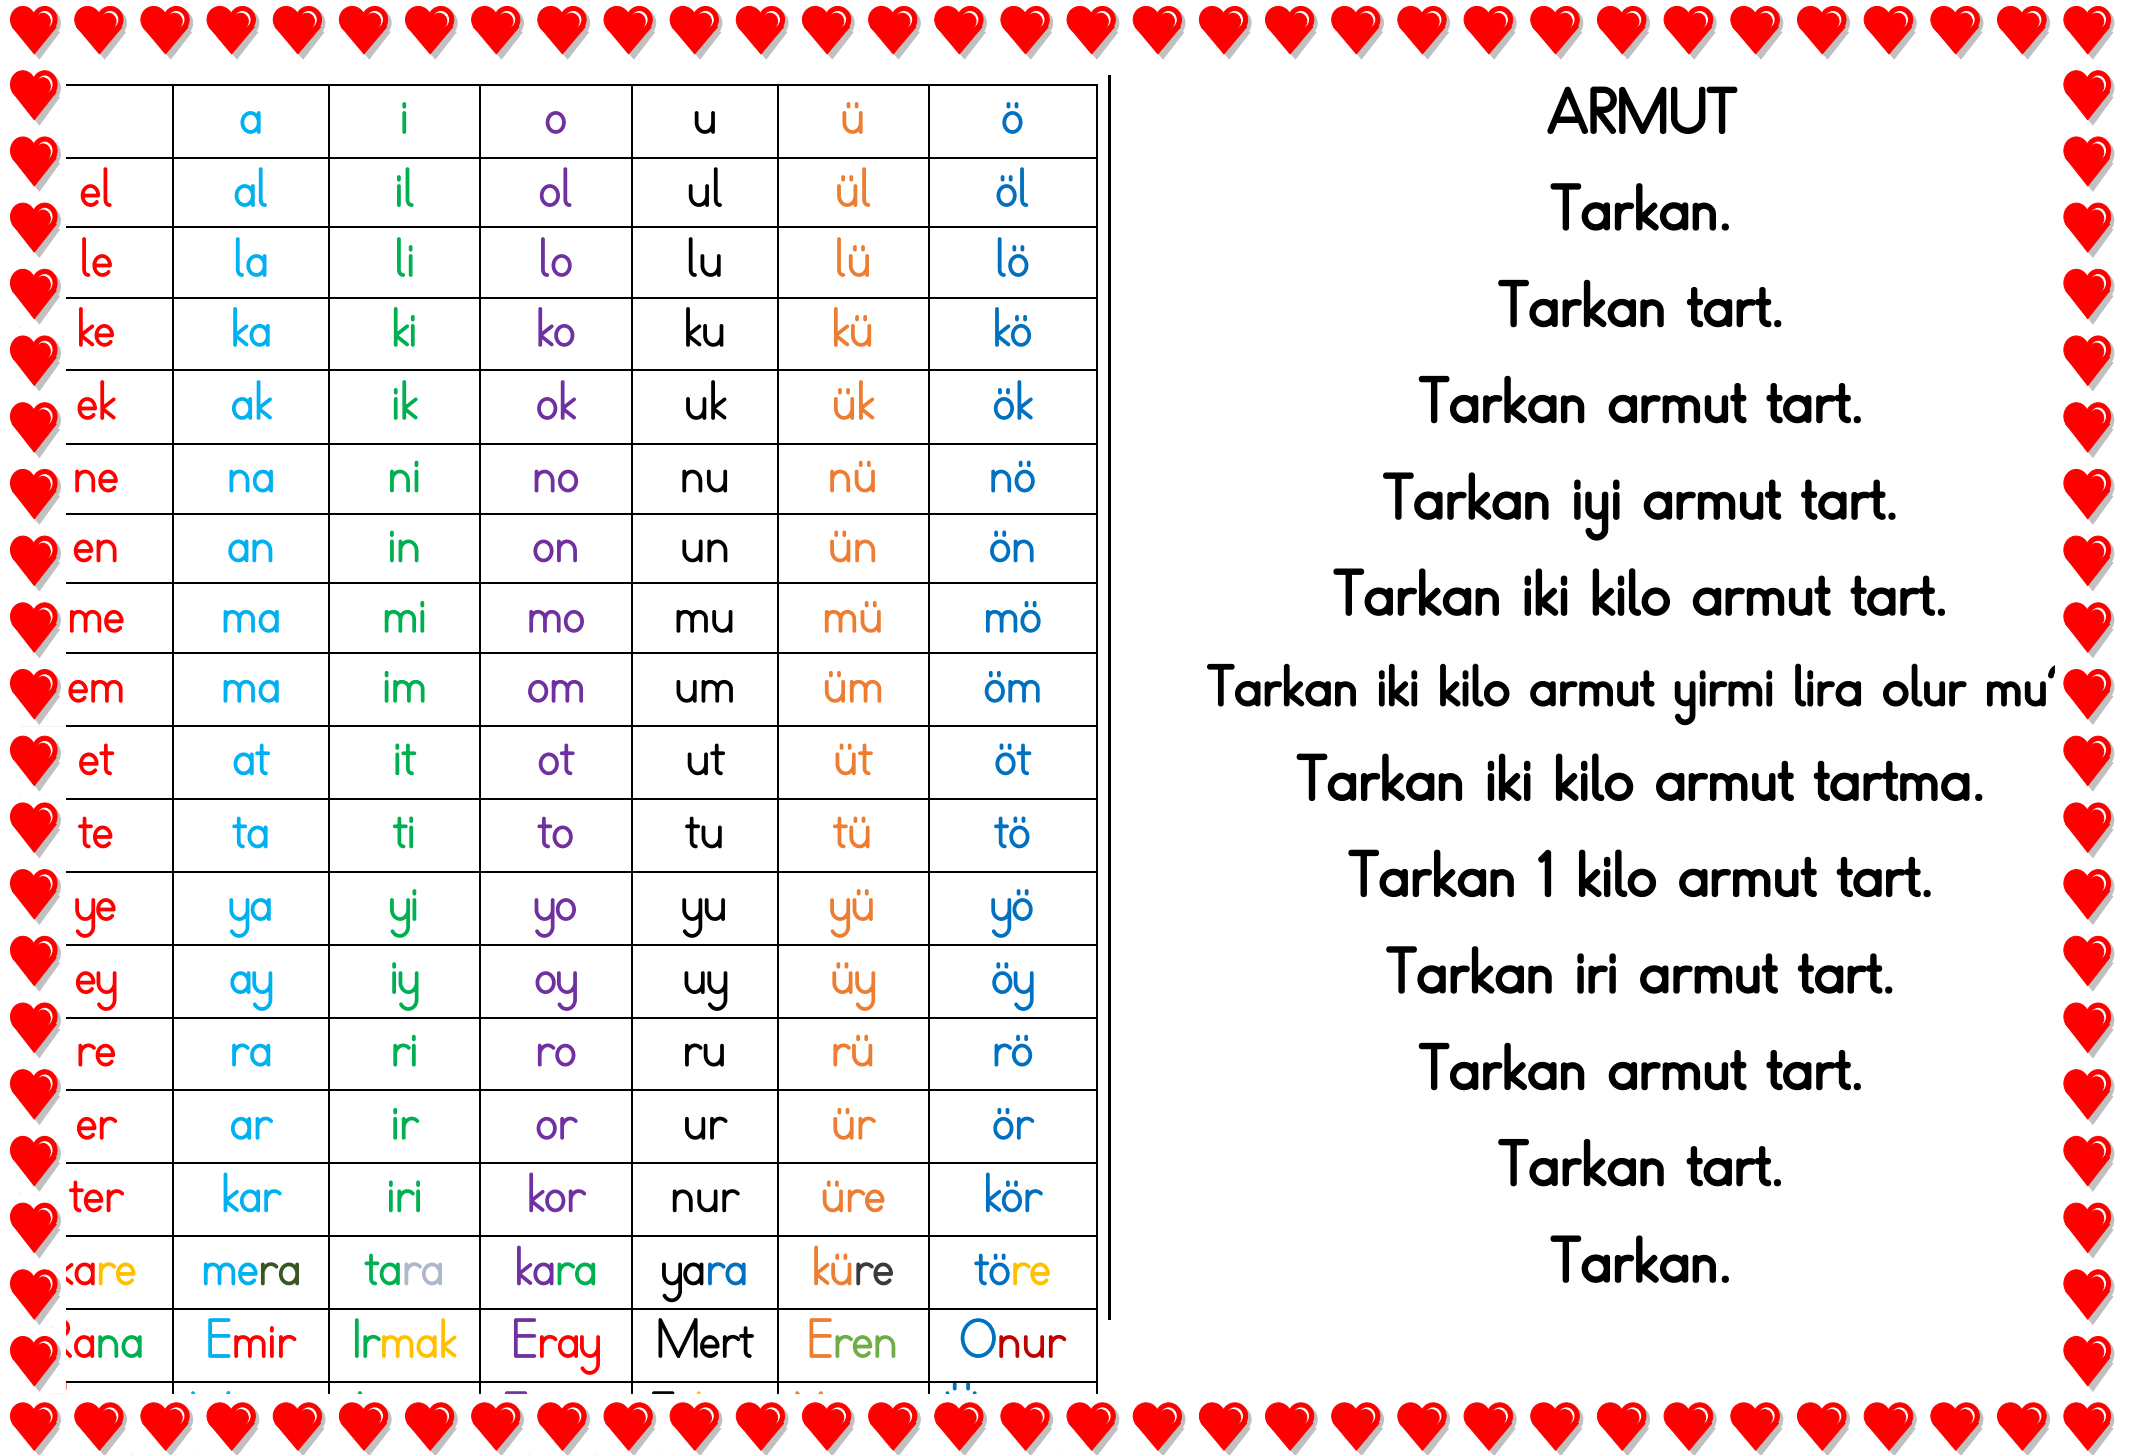 a i o u ü ö
el al il ol ul ül öl
le la li lo lu lü lö
ke ka ki ko ku kü kö
ek ak ik ok uk ük ök
ne na ni no nu nü nö
en an in on un ün ön
me ma mi mo mu mü mö
em ma im om um üm öm
et at it ot ut üt öt
te ta ti to tu tü tö
ye ya yi yo yu yü yö
ey ay iy oy uy üy öy
re ra ri ro ru rü rö
er ar ir or ur ür ör
ter kar iri kor nur üre kör
kare mera tara kara yara küre töre
Rana Emir Irmak Eray Mert Eren Onur
ARMUT
Tarkan.
Tarkan tart.
Tarkan armut tart.
Tarkan iyi armut tart.
Tarkan iki kilo armut tart.
Tarkan iki kilo armut yirmi lira olur mu
Tarkan iki kilo armut tartma.
Tarkan 1 kilo armut tart.
Tarkan iri armut tart.
Tarkan armut tart.
Tarkan tart.
Tarkan.